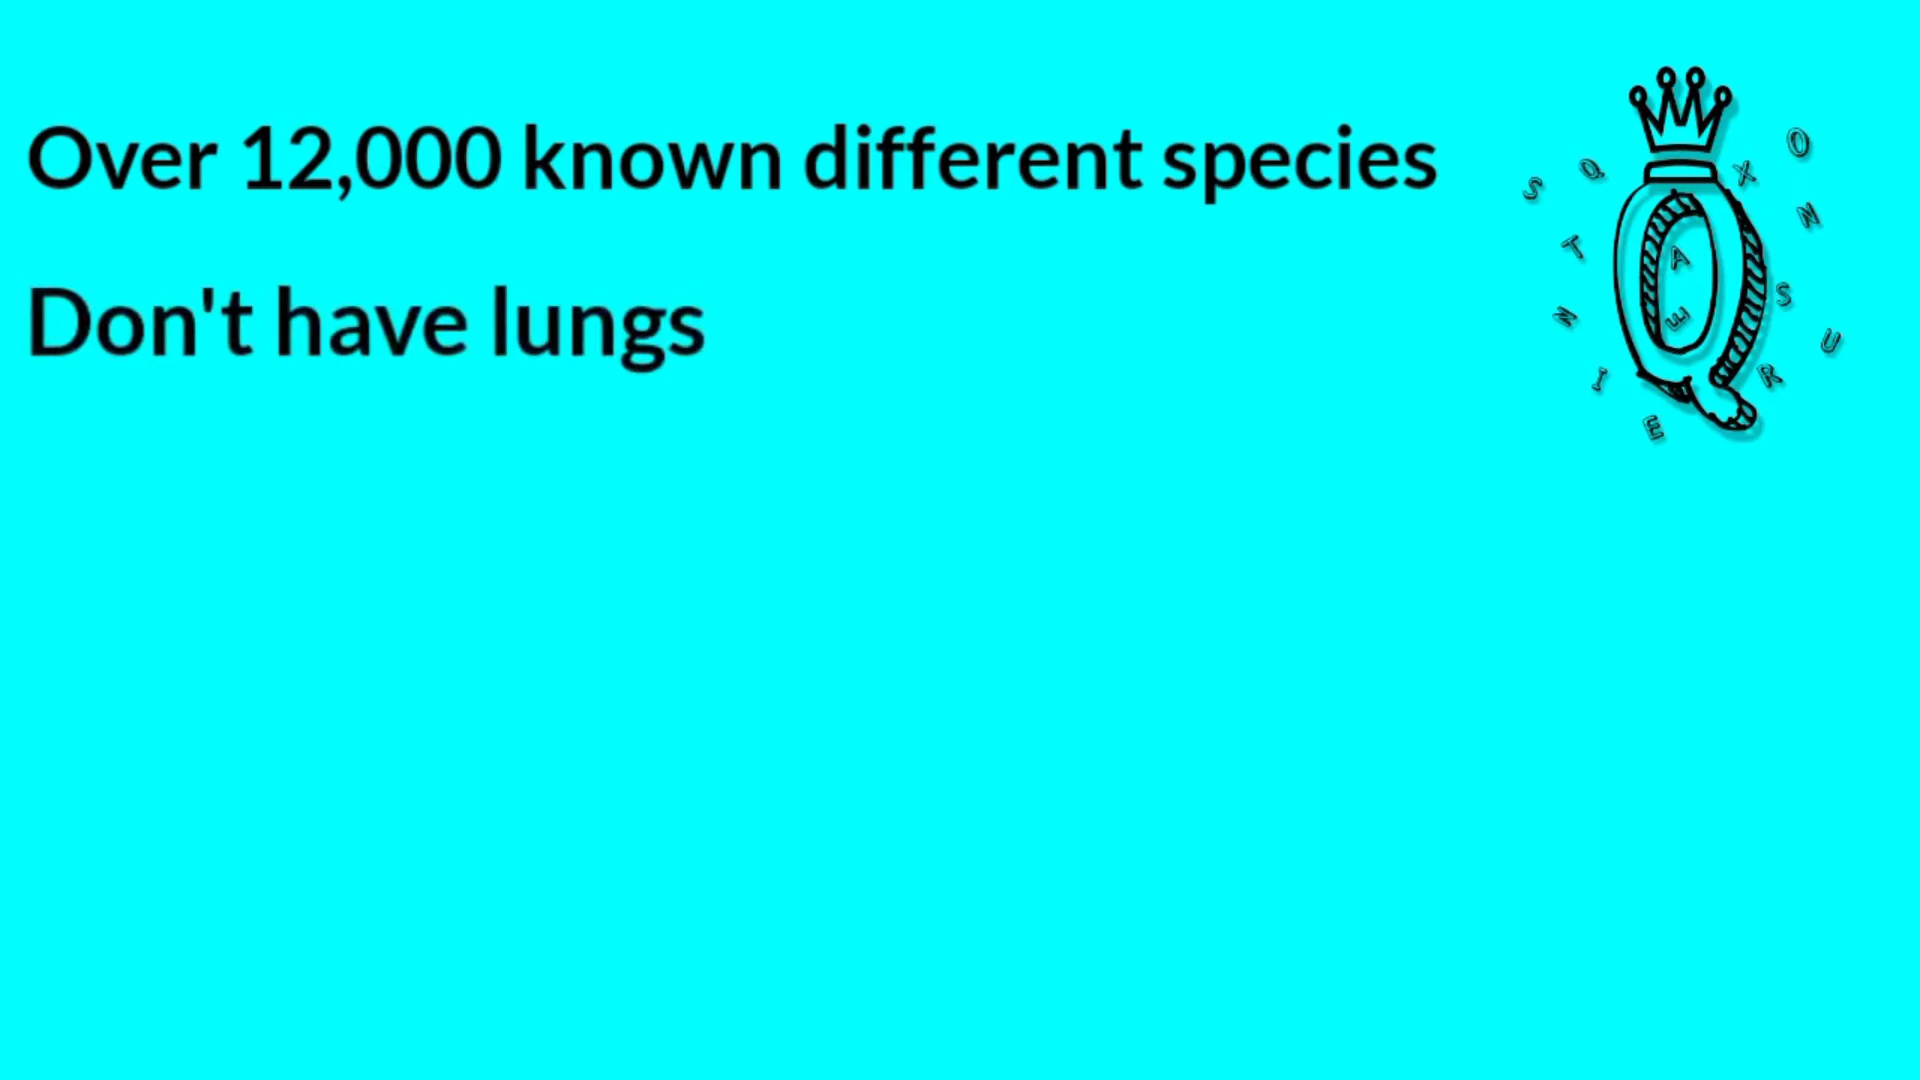 Over 12,000 known different species
Don't have lungs
Q
S
Q
X
O
N
T
A
S
E
N
U
I
R
E